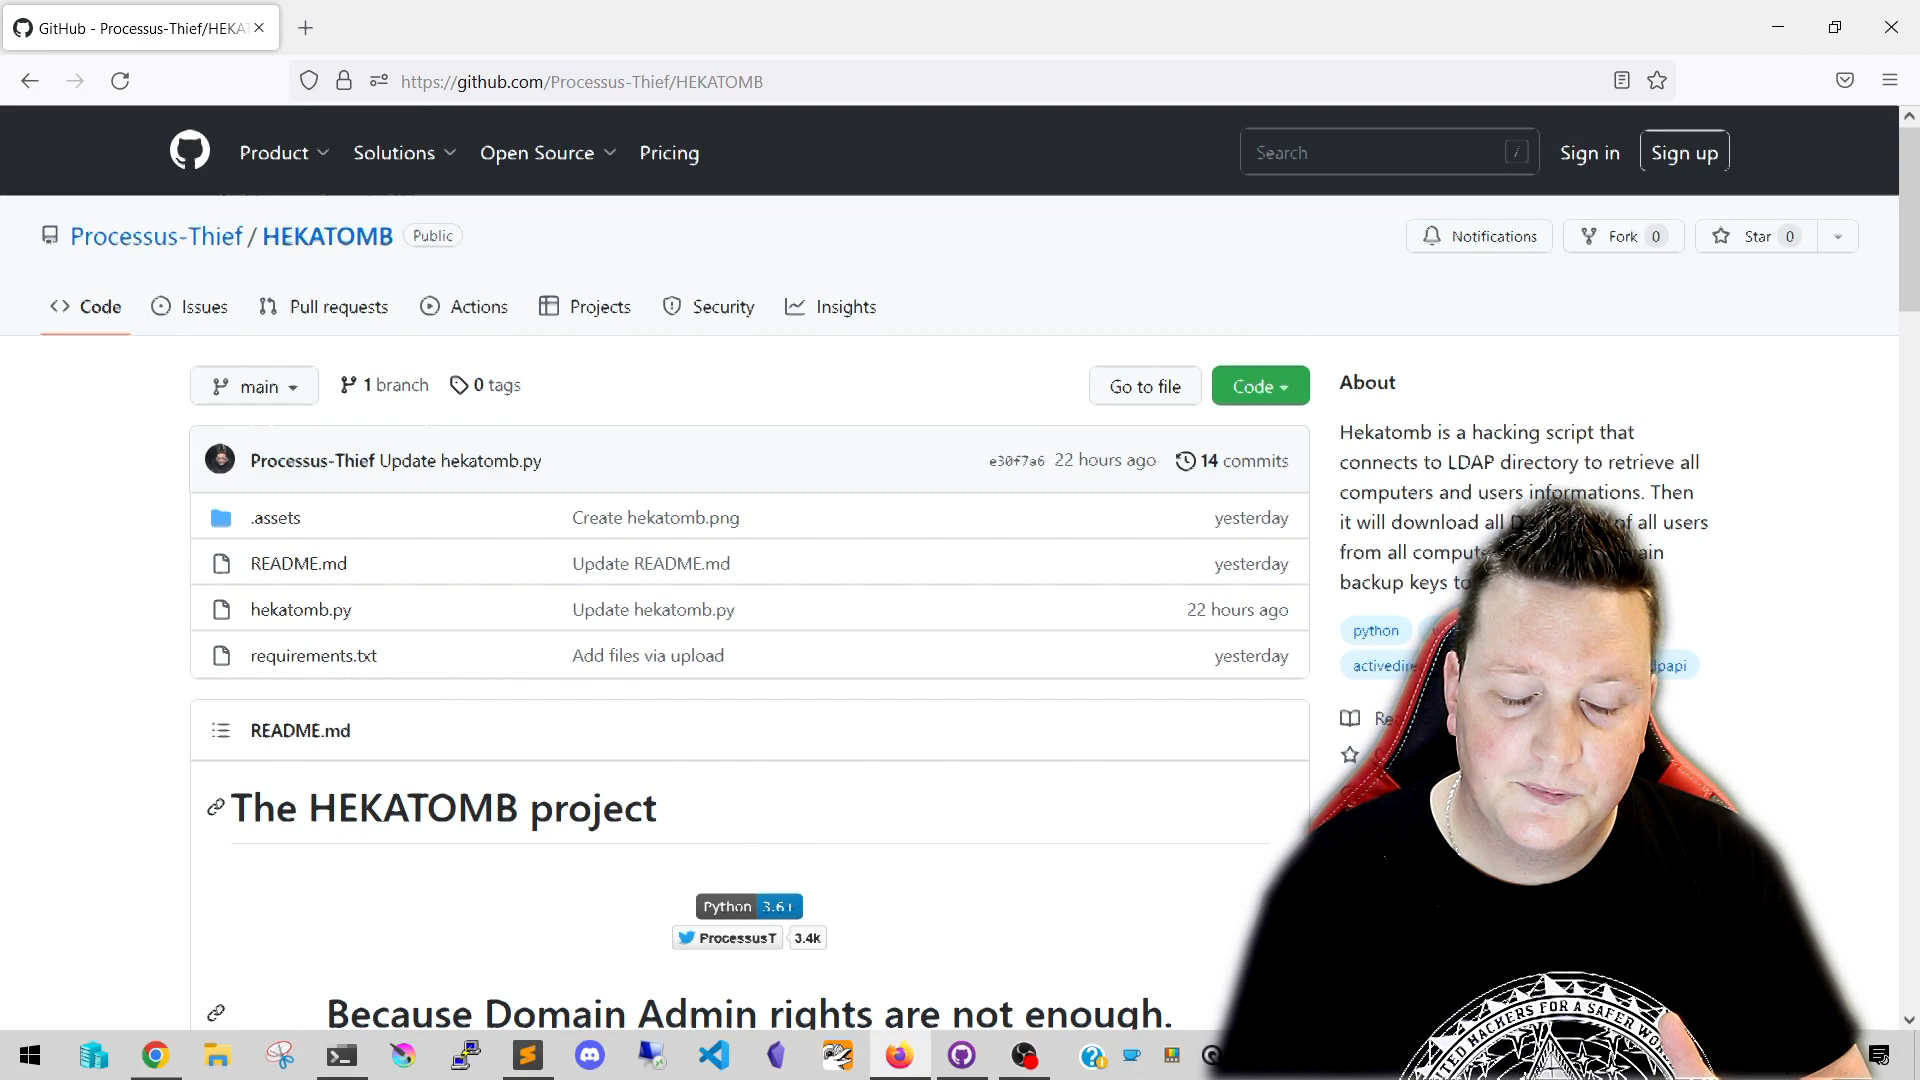 GitHub - Processus-Thief/HEKAT
https://github.com/Processus-Thief/HEKATOMB
Product
Solutions
Open Source
Pricing
Search
/
Sign in
Sign up
Processus-Thief / HEKATOMB
Public
Notifications
Fork 0
Star 0
Code
Issues
Pull requests
Actions
Projects
Security
Insights
main
1 branch
0 tags
Go to file
Code
About
Hekatomb is a hacking script that
connects to LDAP directory to retrieve all
computers and users informations. Then
it will download all of all users
from all
backup keys to
python
Processus-Thief Update hekatomb.py
e30f7a6 22 hours ago
14 commits
.assets
Create hekatomb.png
yesterday
README.md
Update README.md
yesterday
hekatomb.py
Update hekatomb.py
22 hours ago
requirements.txt
Add files via upload
yesterday
README.md
The HEKATOMB project
Python 3.6+
ProcessusT 3.4k
Because Domain Admin rights are not enough.
HACKERS FOR A SAFER